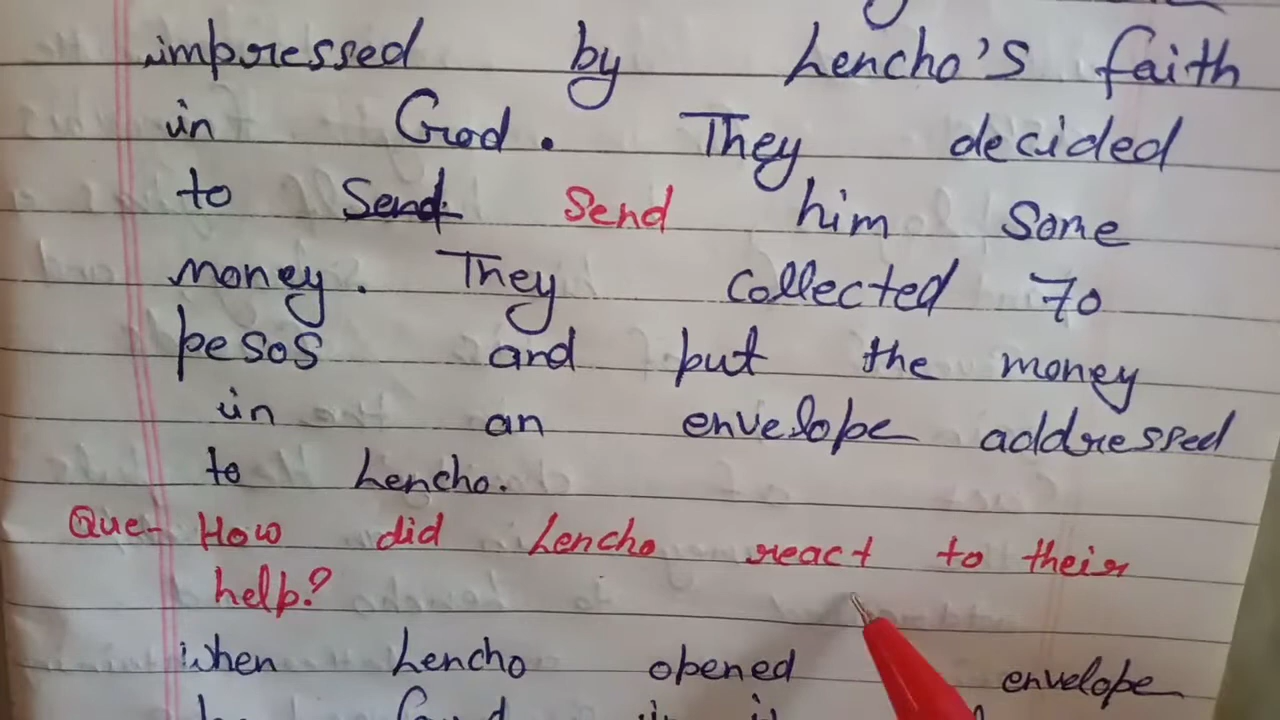 impressed by Lencho's faith
in God. They decided
to Send Send him Some
money. They collected 70
pesos and put the money
in an envelope addressed
to Lencho.
Que- How did Lencho react to their
help?
When Lencho opened envelope